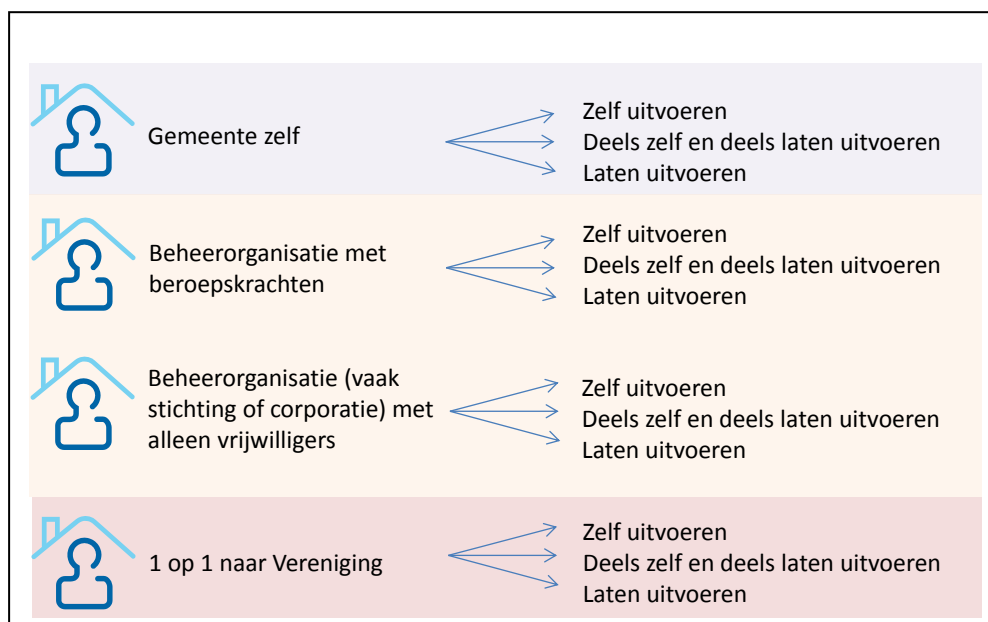 Gemeente zelf
Zelf uitvoeren
Deels zelf en deels laten uitvoeren
Laten uitvoeren
Beheerorganisatie met
beroepskrachten
Zelf uitvoeren
Deels zelf en deels laten uitvoeren
Laten uitvoeren
Beheerorganisatie (vaak
stichting of corporatie) met
alleen vrijwilligers
Zelf uitvoeren
Deels zelf en deels laten uitvoeren
Laten uitvoeren
1 op 1 naar Vereniging
Zelf uitvoeren
Deels zelf en deels laten uitvoeren
Laten uitvoeren